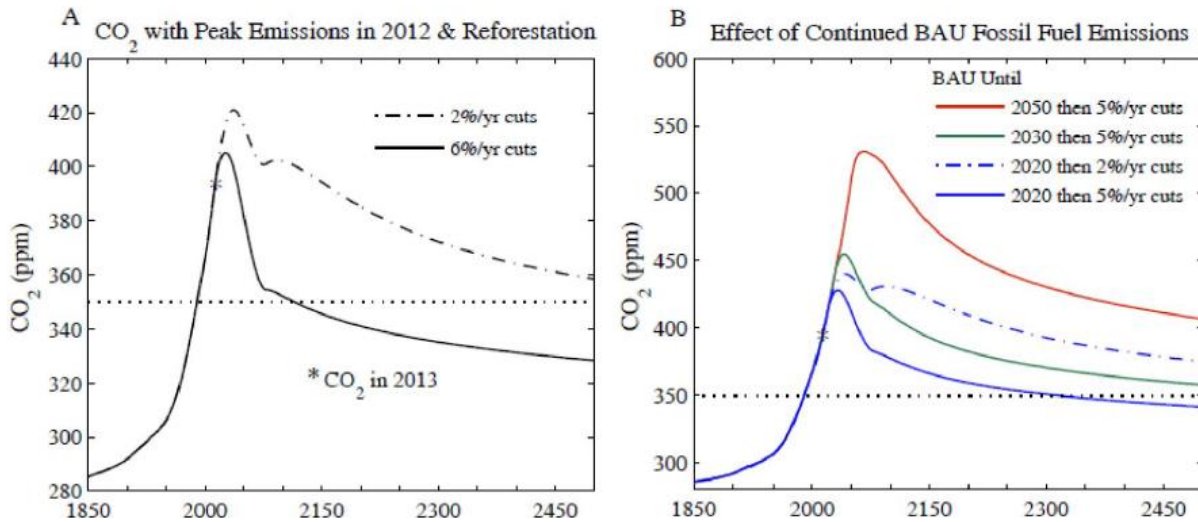 A
CO2 with Peak Emissions in 2012 & Reforestation
440
420
400
380
360
340
320
300
280
CO2 (ppm)
2%/yr cuts
6%/yr cuts
* CO2 in 2013
1850
2000
2150
2300
2450
B
Effect of Continued BAU Fossil Fuel Emissions
600
550
500
450
400
350
300
CO2 (ppm)
BAU Until
2050 then 5%/yr cuts
2030 then 5%/yr cuts
2020 then 2%/yr cuts
2020 then 5%/yr cuts
1850
2000
2150
2300
2450